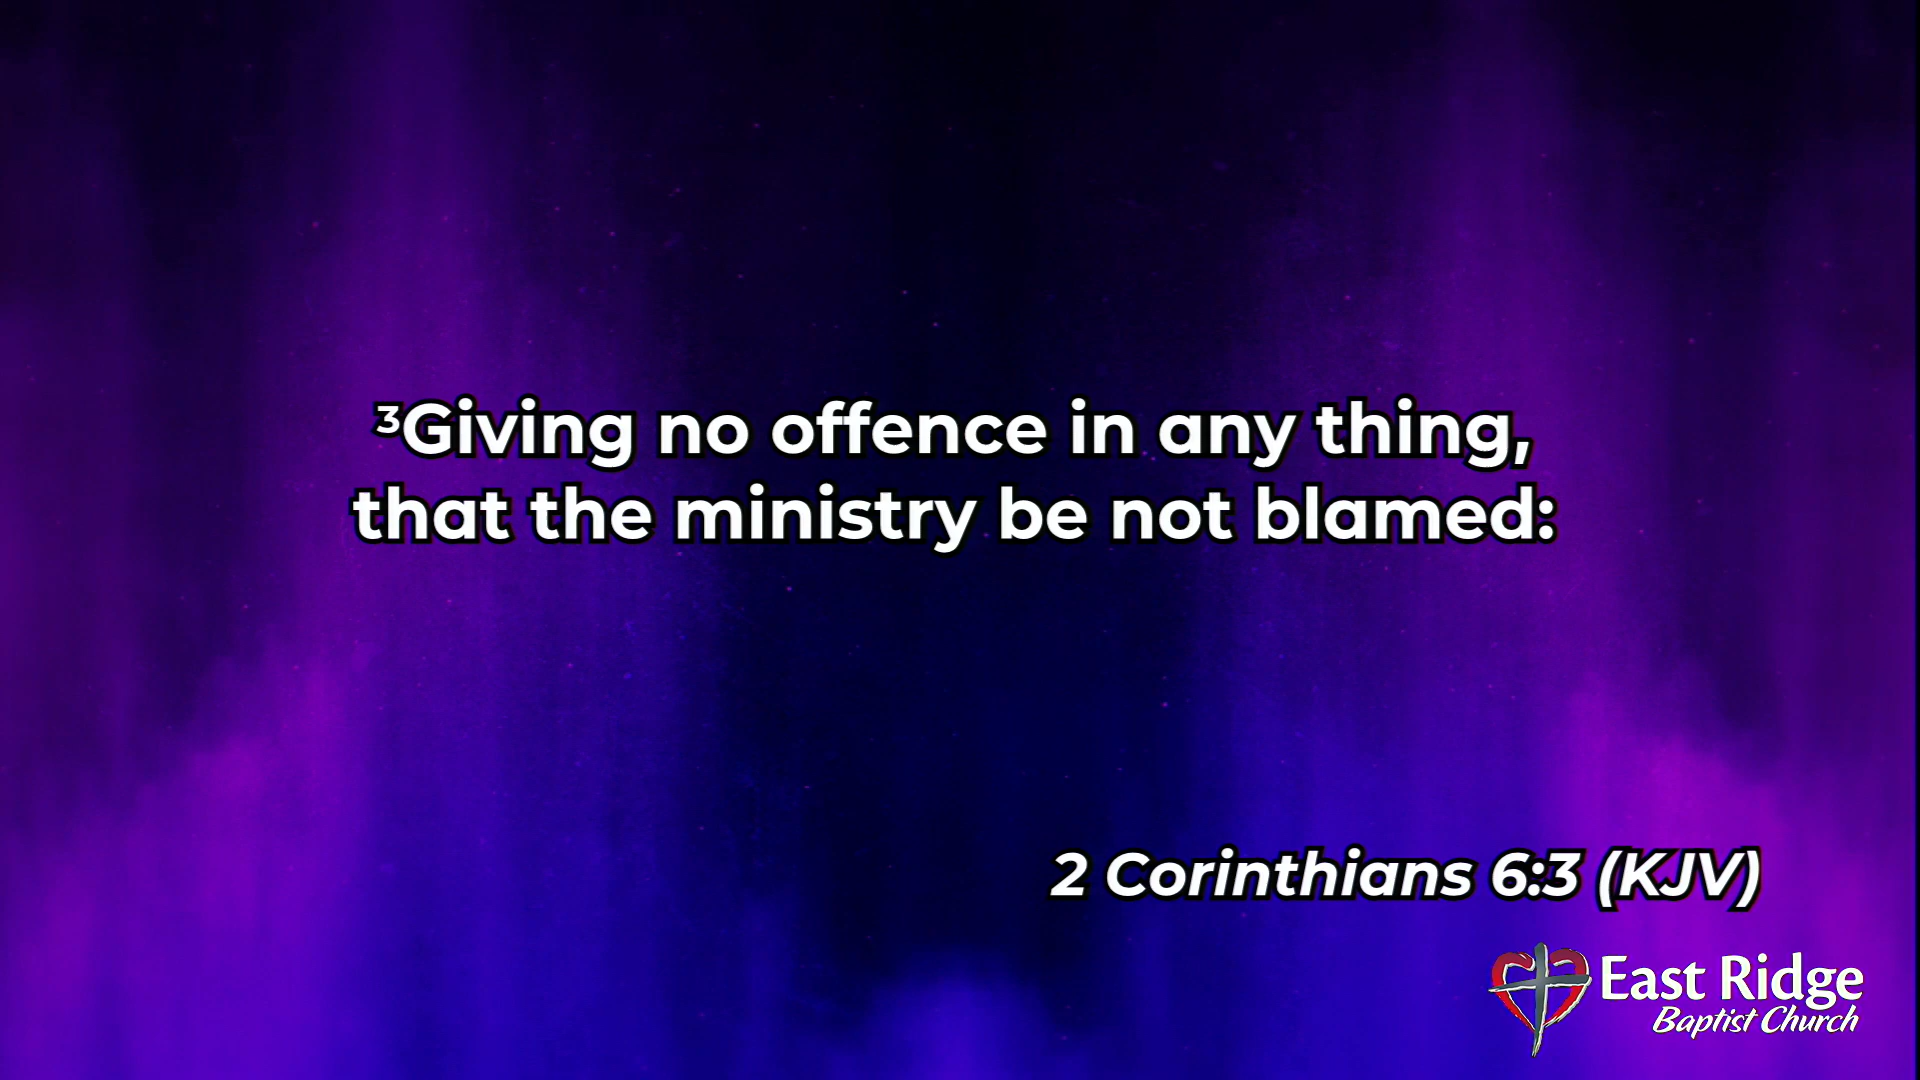 ³Giving no offence in any thing,
that the ministry be not blamed:
2 Corinthians 6:3 (KJV)
East Ridge
Baptist Church